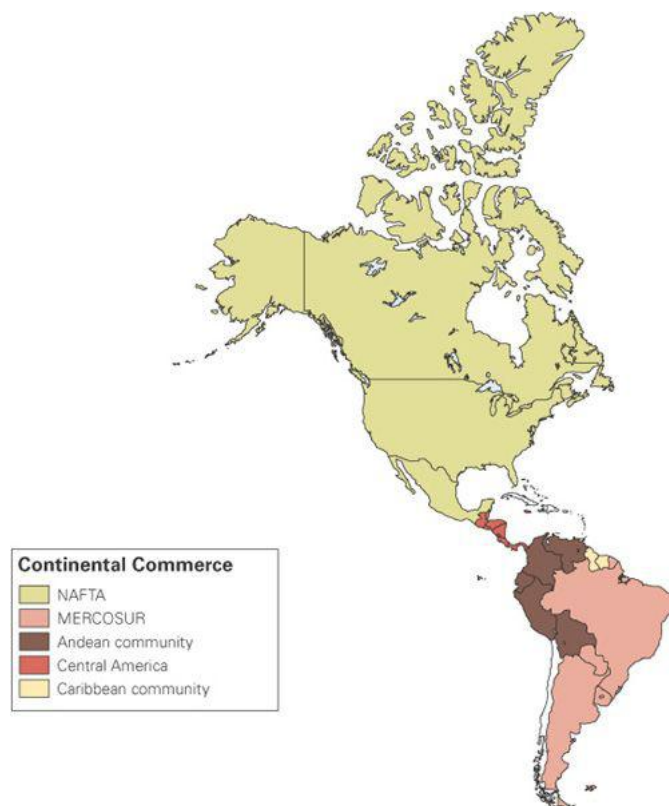 Continental Commerce
NAFTA
MERCOSUR
Andean community
Central America
Caribbean community